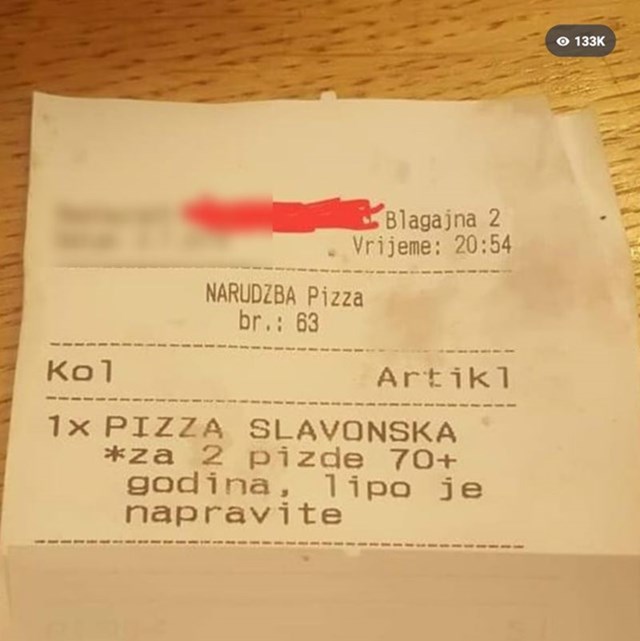 133K
Blagajna 2
Vrijeme: 20:54
NARUDZBA Pizza
br.: 63
Kol Artikl
1x PIZZA SLAVONSKA
*za 2 pizde 70+
godina, lipo je
napravite